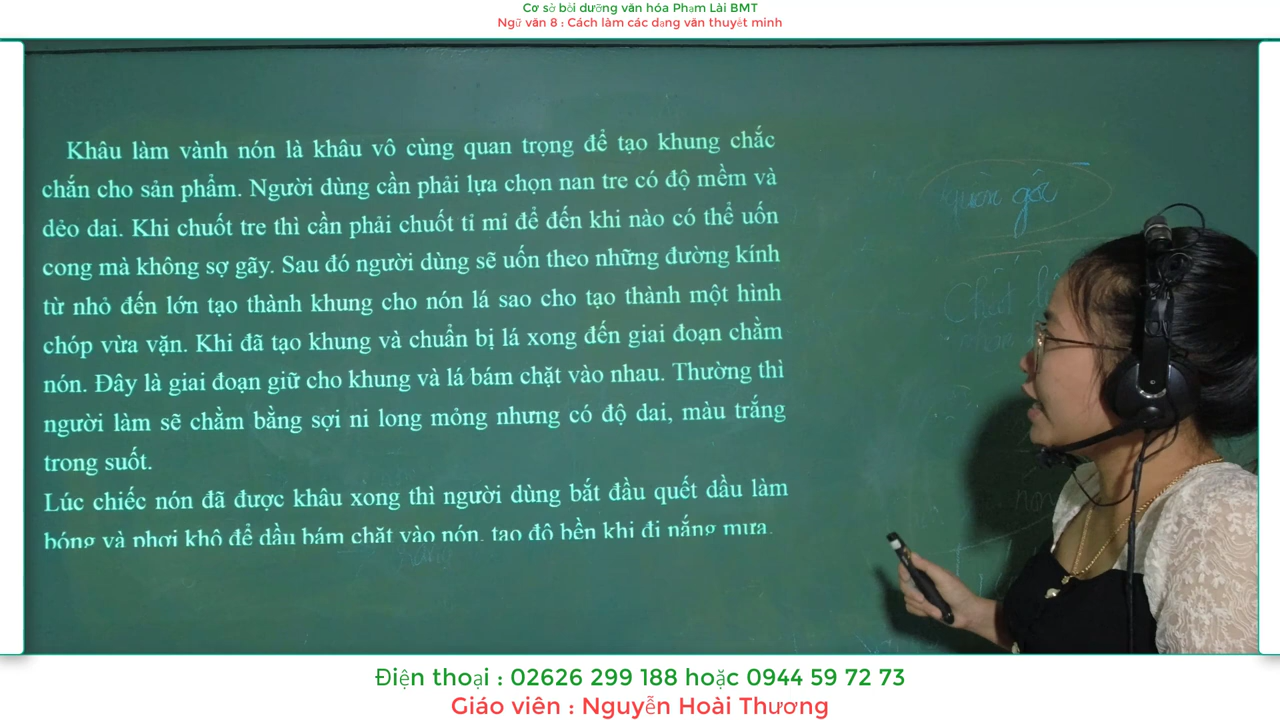 Cơ sở bồi dưỡng văn hóa Phạm Lài BMT
Ngữ văn 8 : Cách làm các dạng văn thuyết minh
Khâu làm vành nón là khâu vô cùng quan trọng để tạo khung chắc
chắn cho sản phẩm. Người dùng cần phải lựa chọn nan tre có độ mềm và
dẻo dai. Khi chuốt tre thì cần phải chuốt tỉ mỉ để đến khi nào có thể uốn
cong mà không sợ gãy. Sau đó người dùng sẽ uốn theo những đường kính
từ nhỏ đến lớn tạo thành khung cho nón lá sao cho tạo thành một hình
chóp vừa vặn. Khi đã tạo khung và chuẩn bị lá xong đến giai đoạn chằm
nón. Đây là giai đoạn giữ cho khung và lá bám chặt vào nhau. Thường thì
người làm sẽ chằm bằng sợi ni long mỏng nhưng có độ dai, màu trắng
trong suốt.
Lúc chiếc nón đã được khâu xong thì người dùng bắt đầu quết dầu làm
bóng và phơi khô để dầu bám chặt vào nón, tạo độ bền khi đi nắng mưa.
gốc
Điện thoại : 02626 299 188 hoặc 0944 59 72 73
Giáo viên : Nguyễn Hoài Thương